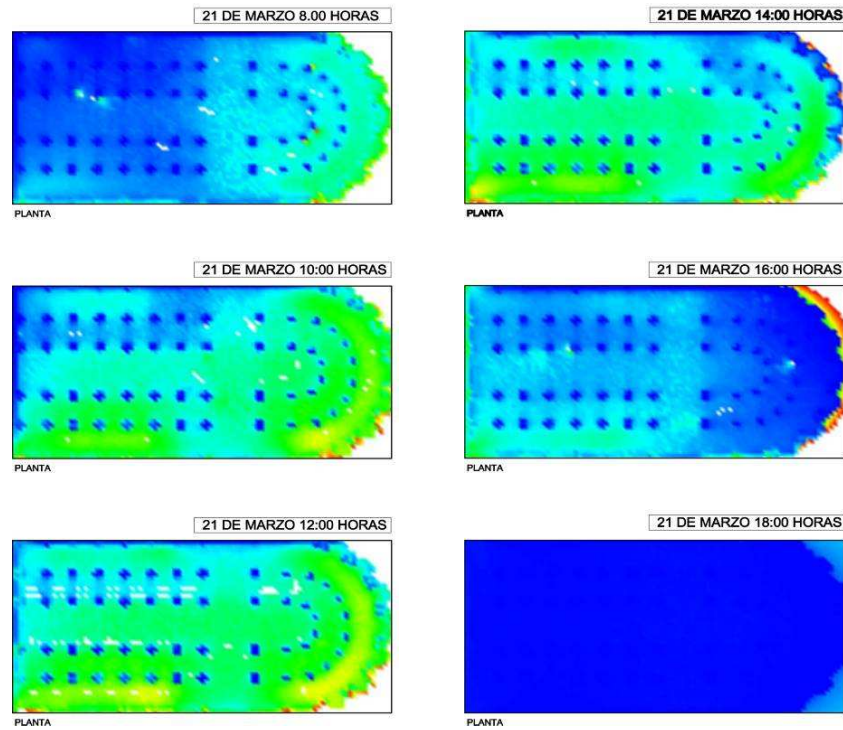 21 DE MARZO 8.00 HORAS
PLANTA
21 DE MARZO 10:00 HORAS
PLANTA
21 DE MARZO 12:00 HORAS
PLANTA
21 DE MARZO 14:00 HORAS
PLANTA
21 DE MARZO 16:00 HORAS
PLANTA
21 DE MARZO 18:00 HORAS
PLANTA